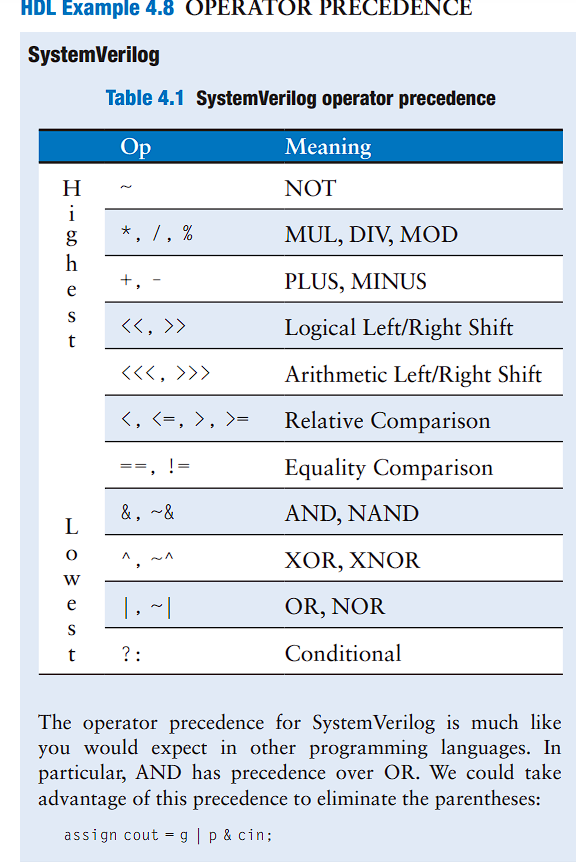 HDL Example 4.8 OPERATOR PRECEDENCE
SystemVerilog
Table 4.1 SystemVerilog operator precedence
Op Meaning
Highest
~ NOT
*, /, % MUL, DIV, MOD
+, - PLUS, MINUS
<<, >> Logical Left/Right Shift
<<<, >>> Arithmetic Left/Right Shift
<, <=, >, >= Relative Comparison
==, != Equality Comparison
Lowest
&, ~& AND, NAND
^, ~^ XOR, XNOR
|, ~| OR, NOR
?: Conditional
The operator precedence for SystemVerilog is much like
you would expect in other programming languages. In
particular, AND has precedence over OR. We could take
advantage of this precedence to eliminate the parentheses:
assign cout = g | p & cin;